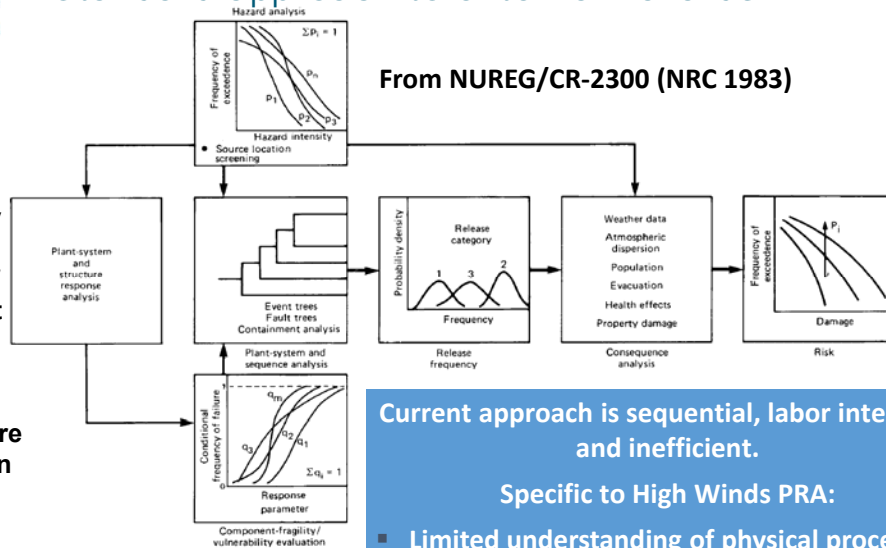 Hazard analysis
Σpᵢ = 1
Frequency of
exceedence
p₁
p₂
p₃
pₙ
Hazard intensity
• Source location
screening
From NUREG/CR-2300 (NRC 1983)
Plant-system
and
structure
response
analysis
Event trees
Fault trees
Containment analysis
Plant-system and
sequence analysis
Probability density
Release
category
1
3
2
Frequency
Release
frequency
Weather data
Atmospheric
dispersion
Population
Evacuation
Health effects
Property damage
Consequence
analysis
Frequency of
exceedence
Pᵢ
Damage
Risk
Conditional
frequency of failure
0
qₘ
q₃
q₂
q₁
Σqᵢ = 1
Response
parameter
Component-fragility/
vulnerability evaluation
Current approach is sequential, labor inte
and inefficient.
Specific to High Winds PRA:
▪ Limited understanding of physical proce